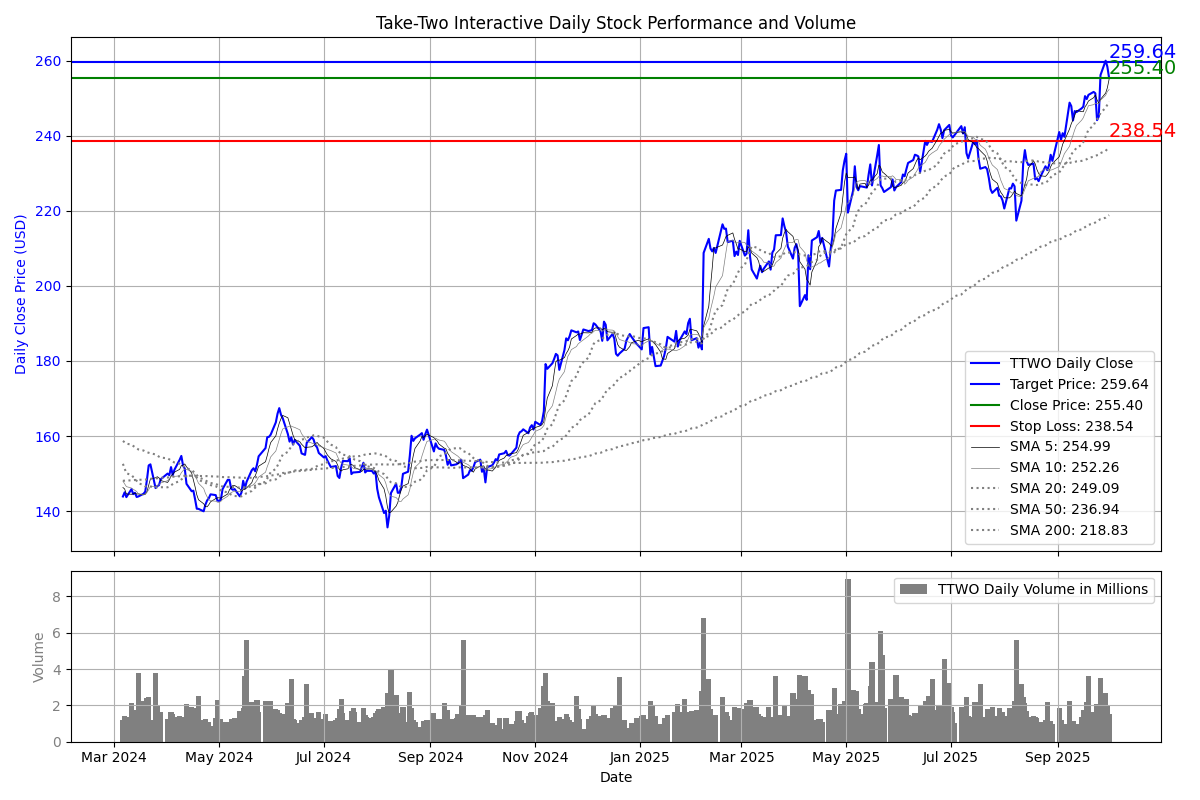 Take-Two Interactive Daily Stock Performance and Volume
259.64
255.40
238.54
Daily Close Price (USD)
260
240
220
200
180
160
140
TTWO Daily Close
Target Price: 259.64
Close Price: 255.40
Stop Loss: 238.54
SMA 5: 254.99
SMA 10: 252.26
SMA 20: 249.09
SMA 50: 236.94
SMA 200: 218.83
Volume
8
6
4
2
0
TTWO Daily Volume in Millions
Mar 2024 May 2024 Jul 2024 Sep 2024 Nov 2024 Jan 2025 Mar 2025 May 2025 Jul 2025 Sep 2025
Date